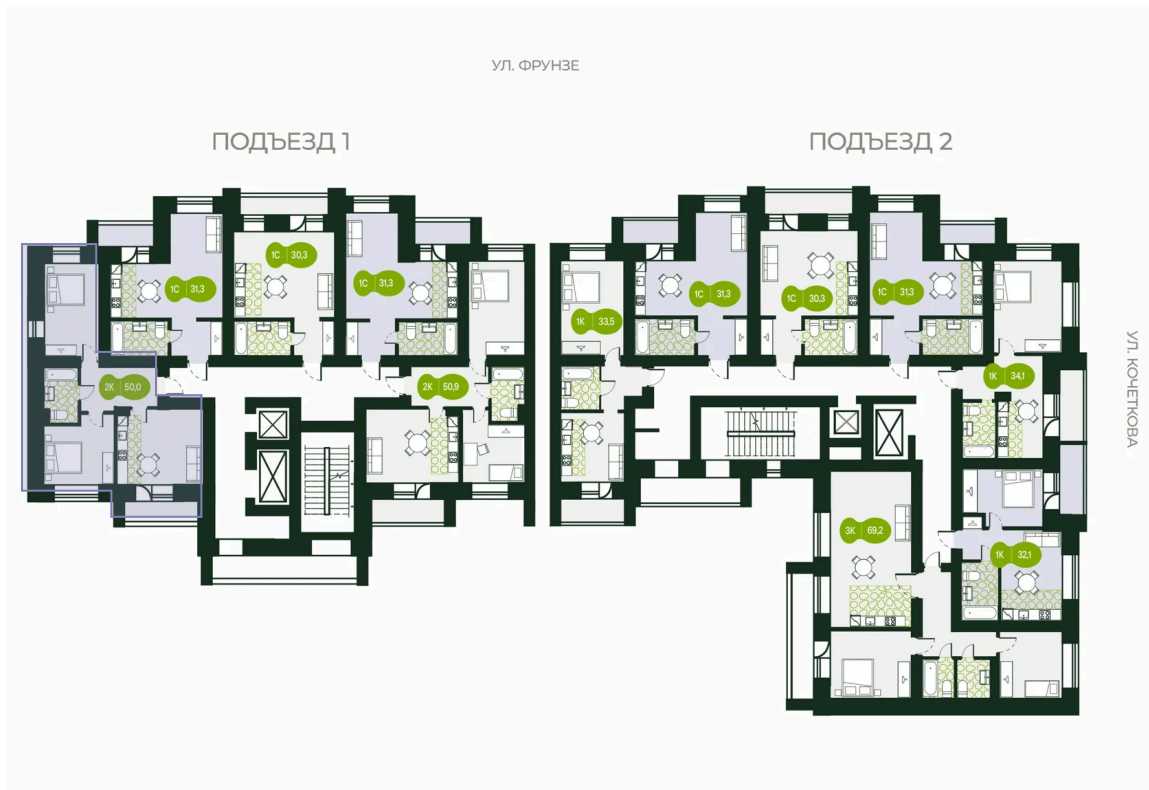 УЛ. ФРУНЗЕ
ПОДЪЕЗД 1
ПОДЪЕЗД 2
1С 31,3
1С 30,3
1С 31,3
2К 50,0
2К 50,9
1К 33,5
1С 31,3
1С 30,3
1С 31,3
1К 34,1
3К 69,2
1К 32,1
УЛ. КОЧЕТКОВА